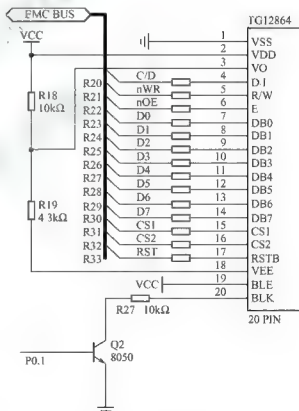 FMC BUS
TG12864
VCC
1 VSS
2 VDD
3 VO
R18
10kΩ
R20 C/D 4 D I
R21 nWR 5 R/W
R22 nOE 6 E
R23 D0 7 DB0
R24 D1 8 DB1
R25 D2 9 DB2
R26 D3 10 DB3
R27 D4 11 DB4
R28 D5 12 DB5
R29 D6 13 DB6
R30 D7 14 DB7
R31 CS1 15 CS1
R32 CS2 16 CS2
R33 RST 17 RSTB
R19
4 3kΩ
18 VEE
VCC 19 BLE
20 BLK
R27 10kΩ
20 PIN
Q2
8050
P0.1